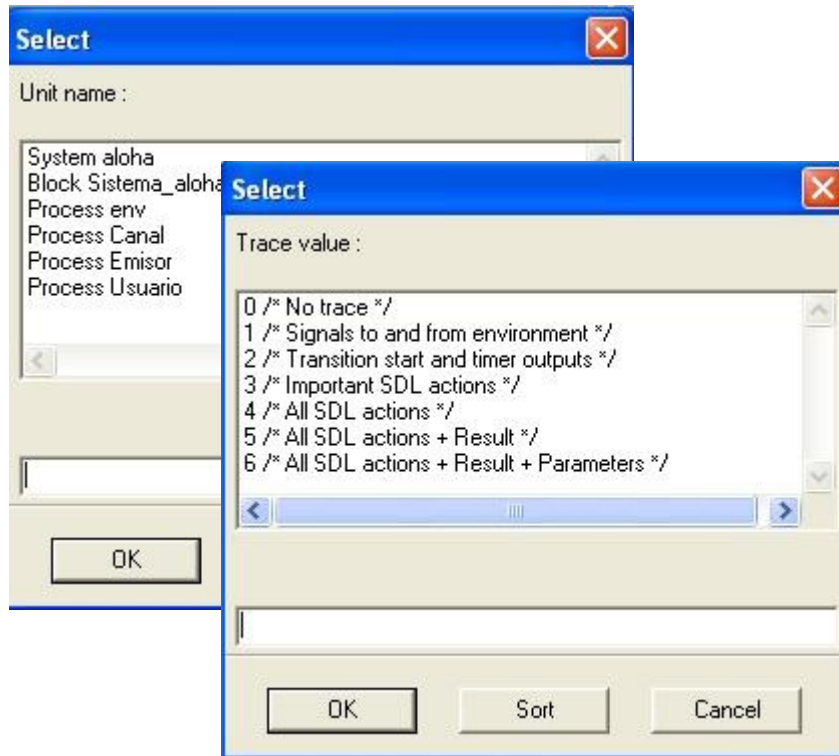 Select
Unit name :
System aloha
Block Sistema_aloha
Process env
Process Canal
Process Emisor
Process Usuario
OK
Select
Trace value :
0 /* No trace */
1 /* Signals to and from environment */
2 /* Transition start and timer outputs */
3 /* Important SDL actions */
4 /* All SDL actions */
5 /* All SDL actions + Result */
6 /* All SDL actions + Result + Parameters */
OK Sort Cancel